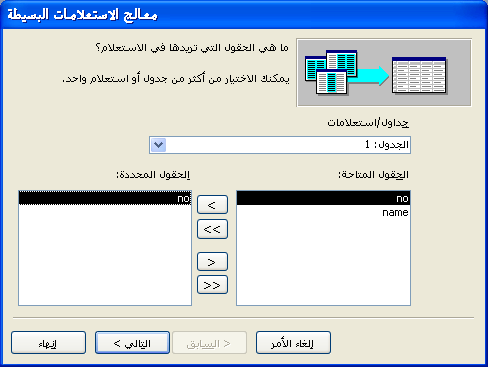 معالج الاستعلامات البسيطة
ما هي الحقول التي تريدها في الاستعلام؟
يمكنك الاختيار من أكثر من جدول أو استعلام واحد.
جداول/استعلامات
الجدول: 1
الحقول المتاحة:
الحقول المحددة:
no
name
no
>
>>
<
<<
إلغاء الأمر
< السابق
التالي >
إنهاء